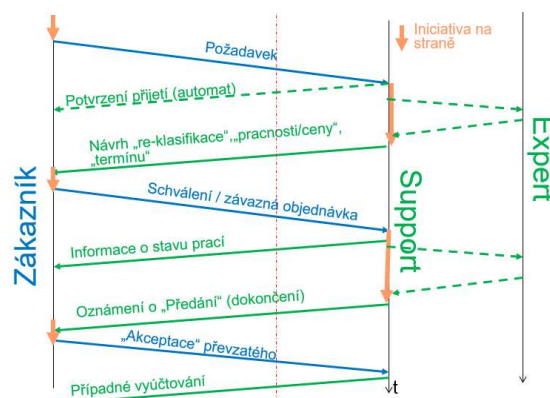 Iniciativa na
straně
Požadavek
Potvrzení přijetí (automat)
Návrh „re-klasifikace“,„pracnosti/ceny“,
„termínu“
Schválení / závazná objednávka
Informace o stavu prací
Oznámení o „Předání“ (dokončení)
„Akceptace“ převzatého
Případné vyúčtování
t
Zákazník
Support
Expert